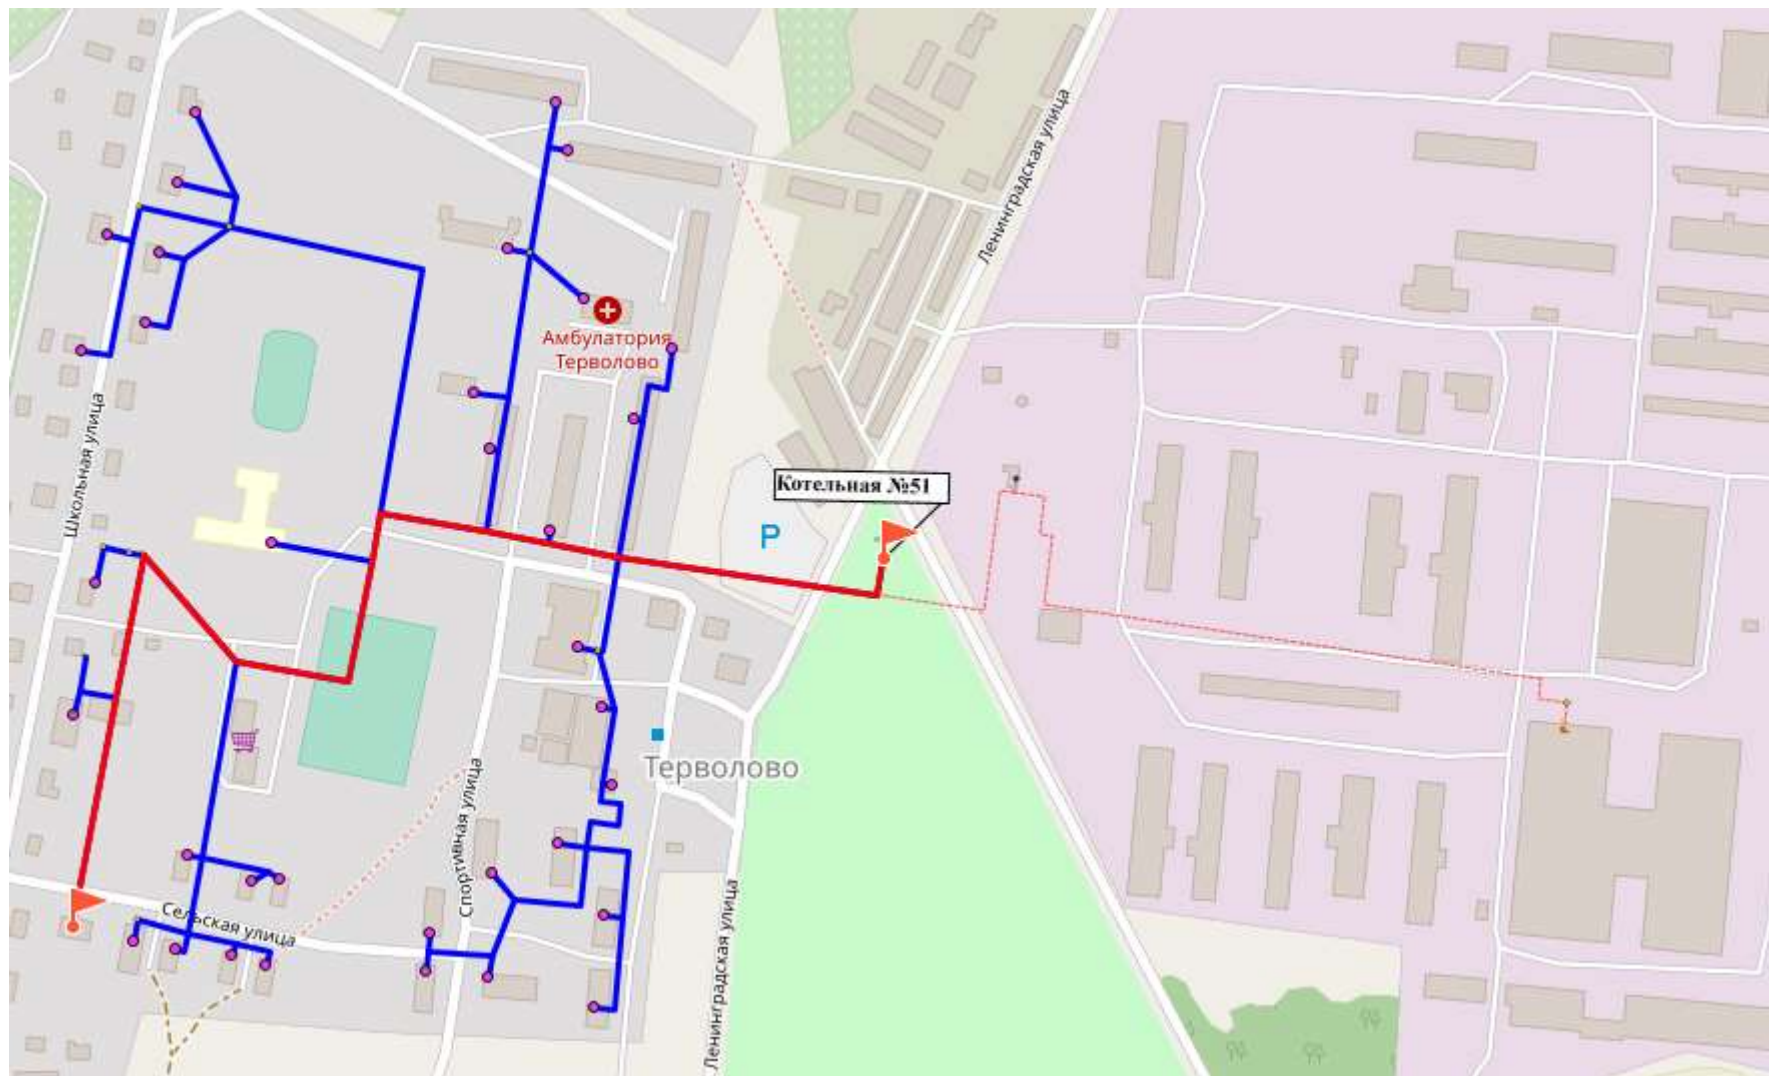 Ленинградская улица
Амбулатория
Терволово
Школьная улица
Котельная №51
P
Терволово
Спортивная улица
Сельская улица
Ленинградская улица